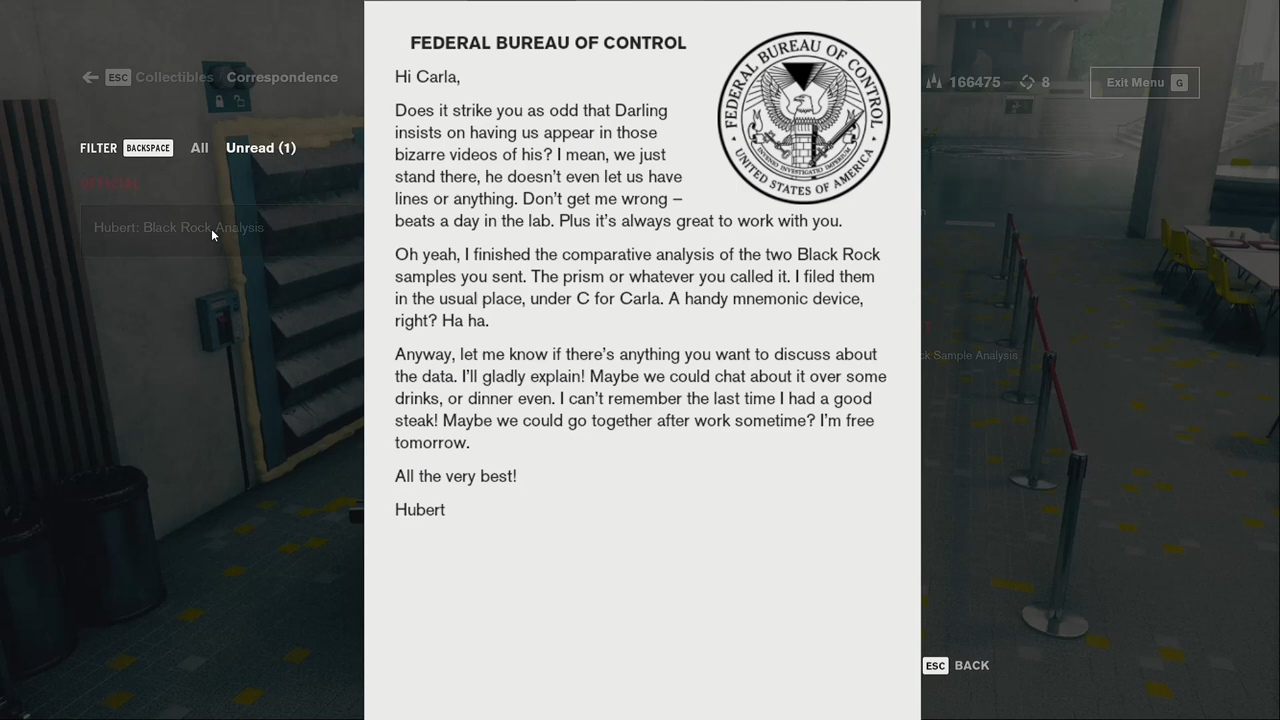 FEDERAL BUREAU OF CONTROL
FEDERAL BUREAU OF CONTROL
UNITED STATES OF AMERICA
Hi Carla,
ESC Collectibles Correspondence
166475 8 Exit Menu G
Does it strike you as odd that Darling
insists on having us appear in those
FILTER BACKSPACE All Unread (1)
bizarre videos of his? I mean, we just
stand there, he doesn't even let us have
OFFICIAL
lines or anything. Don't get me wrong –
beats a day in the lab. Plus it's always great to work with you.
Hubert: Black Rock Analysis
Oh yeah, I finished the comparative analysis of the two Black Rock
samples you sent. The prism or whatever you called it. I filed them
in the usual place, under C for Carla. A handy mnemonic device,
right? Ha ha.
Anyway, let me know if there's anything you want to discuss about
ck Sample Analysis
the data. I'll gladly explain! Maybe we could chat about it over some
drinks, or dinner even. I can't remember the last time I had a good
steak! Maybe we could go together after work sometime? I'm free
tomorrow.
All the very best!
Hubert
ESC BACK